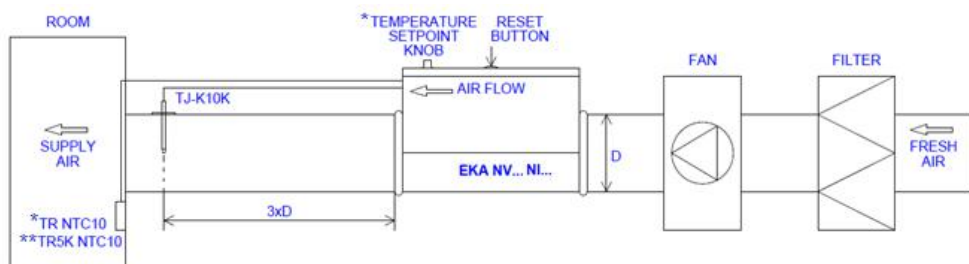 ROOM
*TEMPERATURE
SETPOINT
KNOB
RESET
BUTTON
FAN
FILTER
TJ-K10K
AIR FLOW
SUPPLY
AIR
D
FRESH
AIR
EKA NV... NI...
3xD
*TR NTC10
**TR5K NTC10